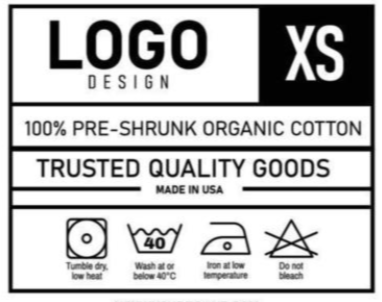 LOGO
DESIGN
XS
100% PRE-SHRUNK ORGANIC COTTON
TRUSTED QUALITY GOODS
MADE IN USA
40
Tumble dry,
low heat
Wash at or
below 40°C
Iron at low
temperature
Do not
bleach